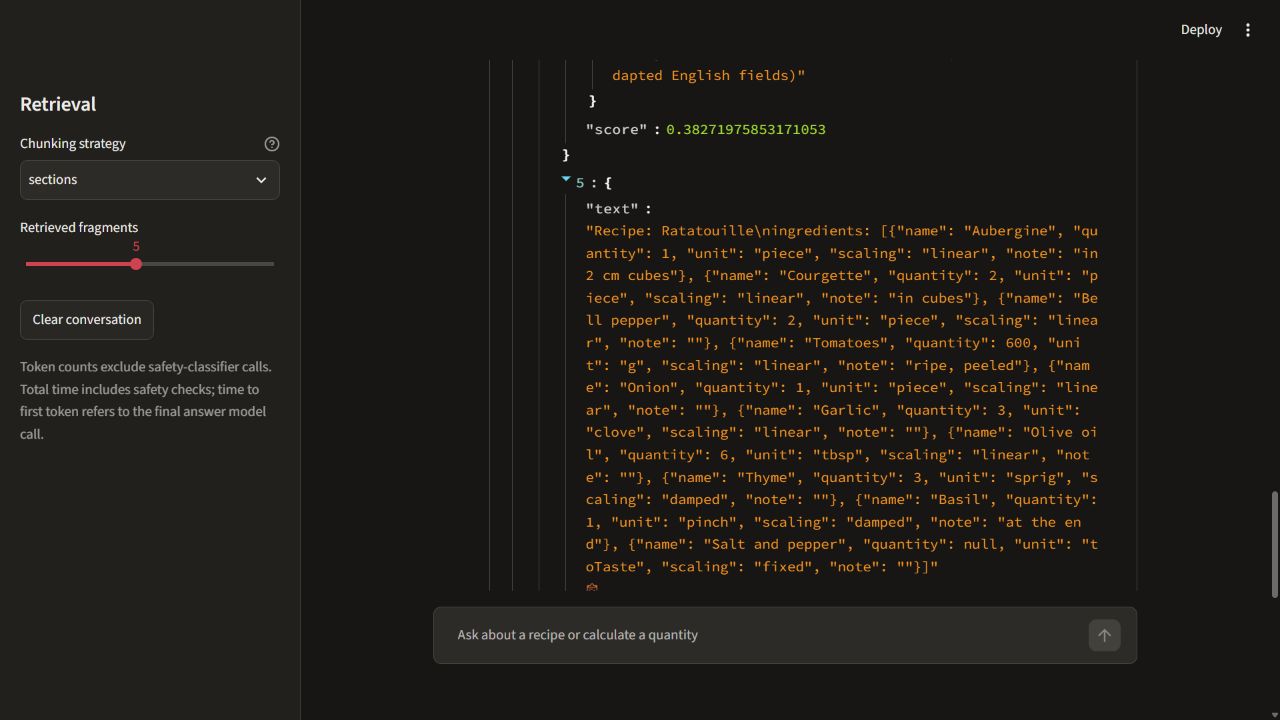 Deploy
Retrieval
Chunking strategy
sections
Retrieved fragments
5
Clear conversation
Token counts exclude safety-classifier calls.
Total time includes safety checks; time to
first token refers to the final answer model
call.
dapted English fields)"
}
"score" : 0.38271975853171053
}
5 : {
"text" :
"Recipe: Ratatouille\ningredients: [{"name": "Aubergine", "qu
antity": 1, "unit": "piece", "scaling": "linear", "note": "in
2 cm cubes"}, {"name": "Courgette", "quantity": 2, "unit": "p
iece", "scaling": "linear", "note": "in cubes"}, {"name": "Be
ll pepper", "quantity": 2, "unit": "piece", "scaling": "linea
r", "note": ""}, {"name": "Tomatoes", "quantity": 600, "uni
t": "g", "scaling": "linear", "note": "ripe, peeled"}, {"nam
e": "Onion", "quantity": 1, "unit": "piece", "scaling": "line
ar", "note": ""}, {"name": "Garlic", "quantity": 3, "unit":
"clove", "scaling": "linear", "note": ""}, {"name": "Olive oi
l", "quantity": 6, "unit": "tbsp", "scaling": "linear", "not
e": ""}, {"name": "Thyme", "quantity": 3, "unit": "sprig", "s
caling": "damped", "note": ""}, {"name": "Basil", "quantity":
1, "unit": "pinch", "scaling": "damped", "note": "at the en
d"}, {"name": "Salt and pepper", "quantity": null, "unit": "t
oTaste", "scaling": "fixed", "note": ""}]"
Ask about a recipe or calculate a quantity